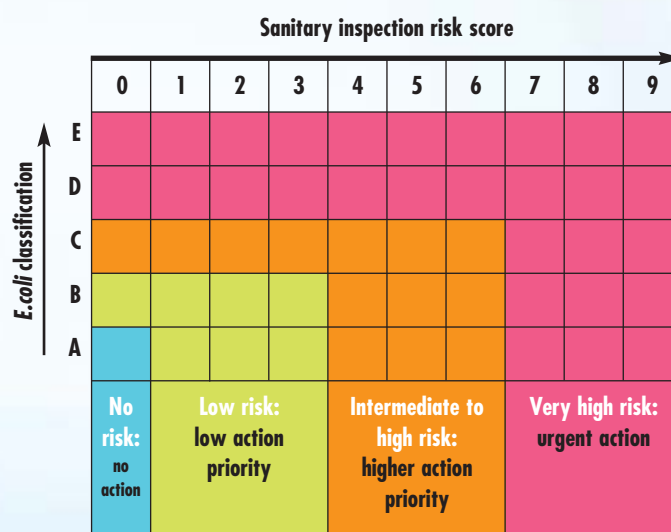 Sanitary inspection risk score
0 1 2 3 4 5 6 7 8 9
E.coli classification
E
D
C
B
A
No
risk:
no
action
Low risk:
low action
priority
Intermediate to
high risk:
higher action
priority
Very high risk:
urgent action